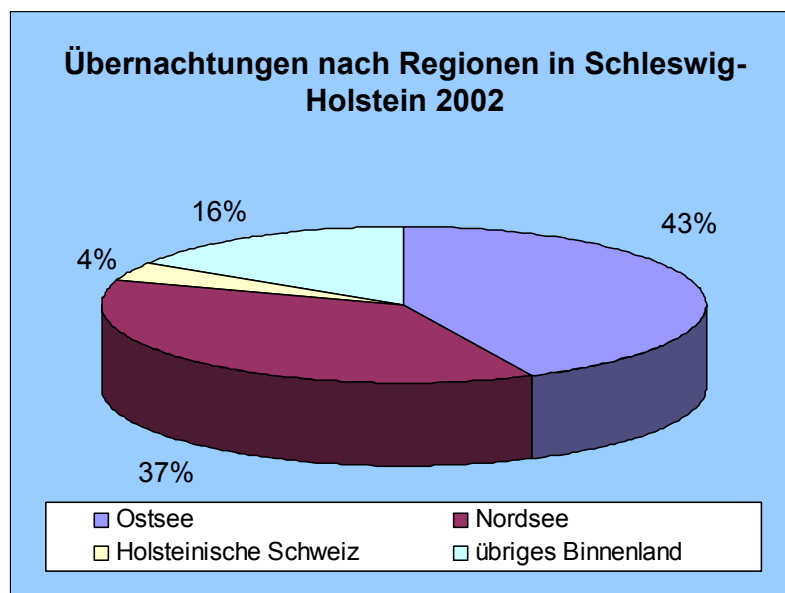 Übernachtungen nach Regionen in Schleswig-
Holstein 2002
16%
43%
4%
37%
Ostsee
Nordsee
Holsteinische Schweiz
übriges Binnenland